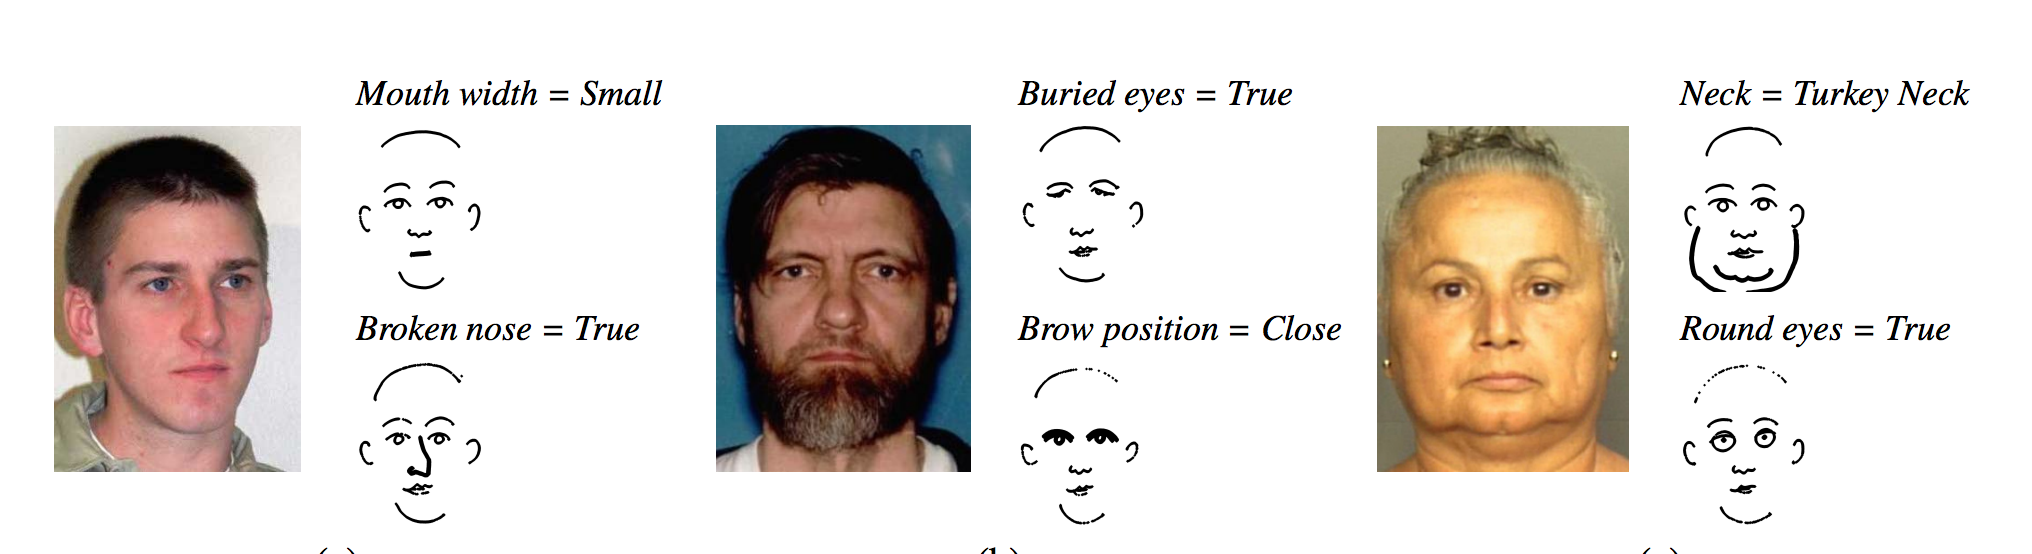 Mouth width = Small
Broken nose = True
Buried eyes = True
Brow position = Close
Neck = Turkey Neck
Round eyes = True